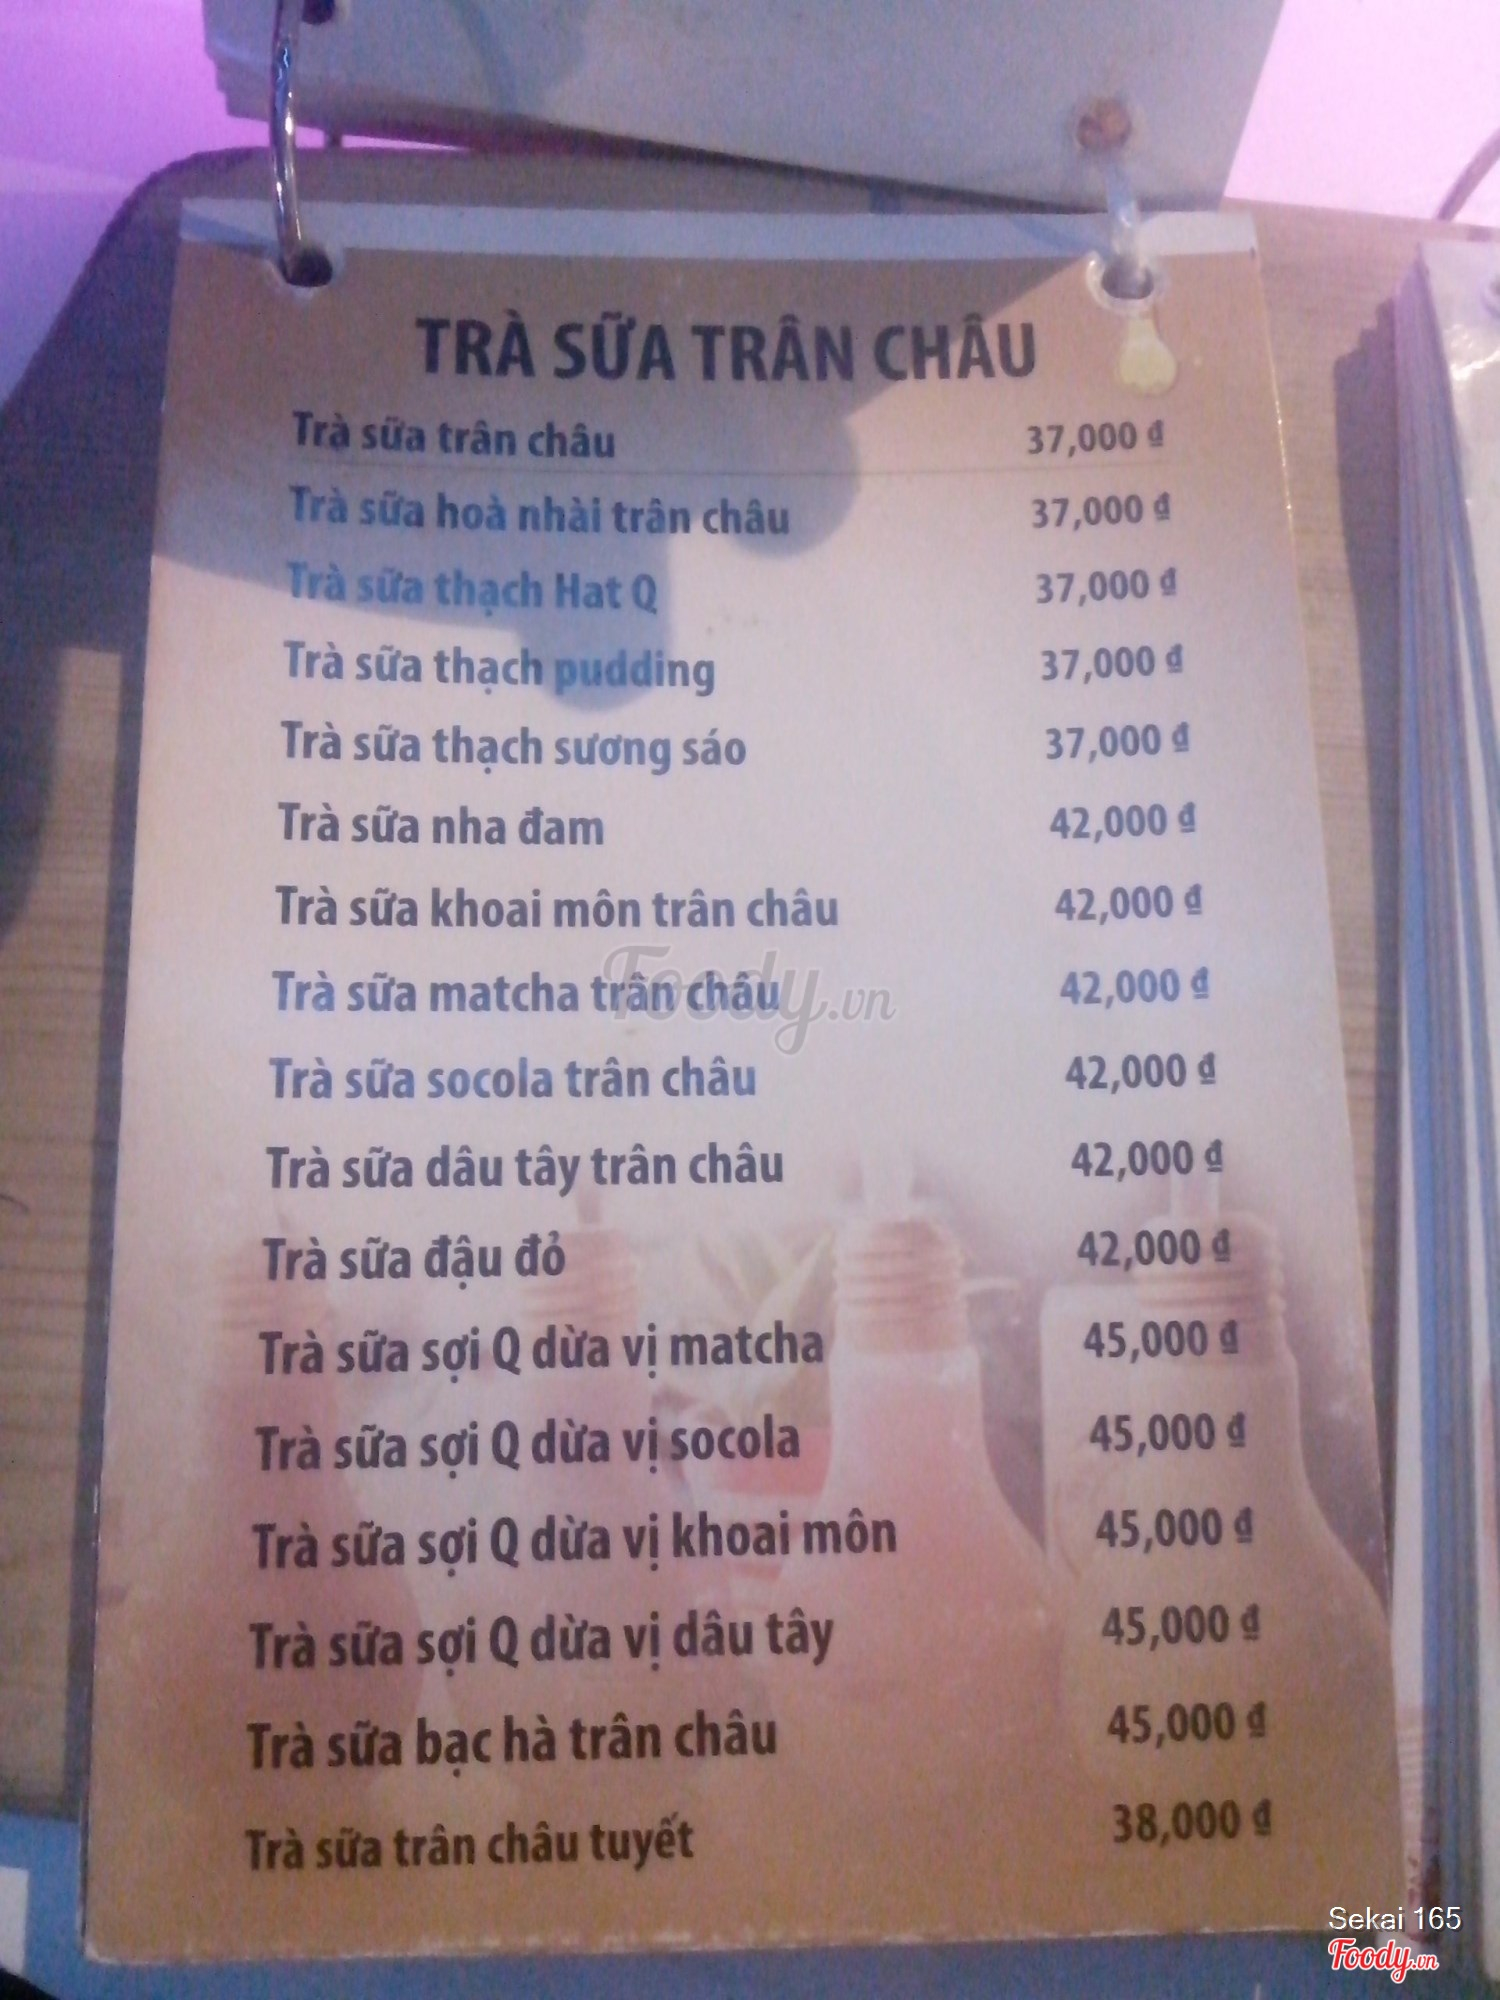 TRÀ SỮA TRÂN CHÂU
Trà sữa trân châu 37,000 ₫
Trà sữa hoà nhài trân châu 37,000 ₫
Trà sữa thạch Hat Q 37,000 ₫
Trà sữa thạch pudding 37,000 ₫
Trà sữa thạch sương sáo 37,000 ₫
Trà sữa nha đam 42,000 ₫
Trà sữa khoai môn trân châu 42,000 ₫
Trà sữa matcha trân châu 42,000 ₫
Foody.vn
Trà sữa socola trân châu 42,000 ₫
Trà sữa dâu tây trân châu 42,000 ₫
Trà sữa đậu đỏ 42,000 ₫
Trà sữa sợi Q dừa vị matcha 45,000 ₫
Trà sữa sợi Q dừa vị socola 45,000 ₫
Trà sữa sợi Q dừa vị khoai môn 45,000 ₫
Trà sữa sợi Q dừa vị dâu tây 45,000 ₫
Trà sữa bạc hà trân châu 45,000 ₫
Trà sữa trân châu tuyết 38,000 ₫
Sekai 165
Foody.vn